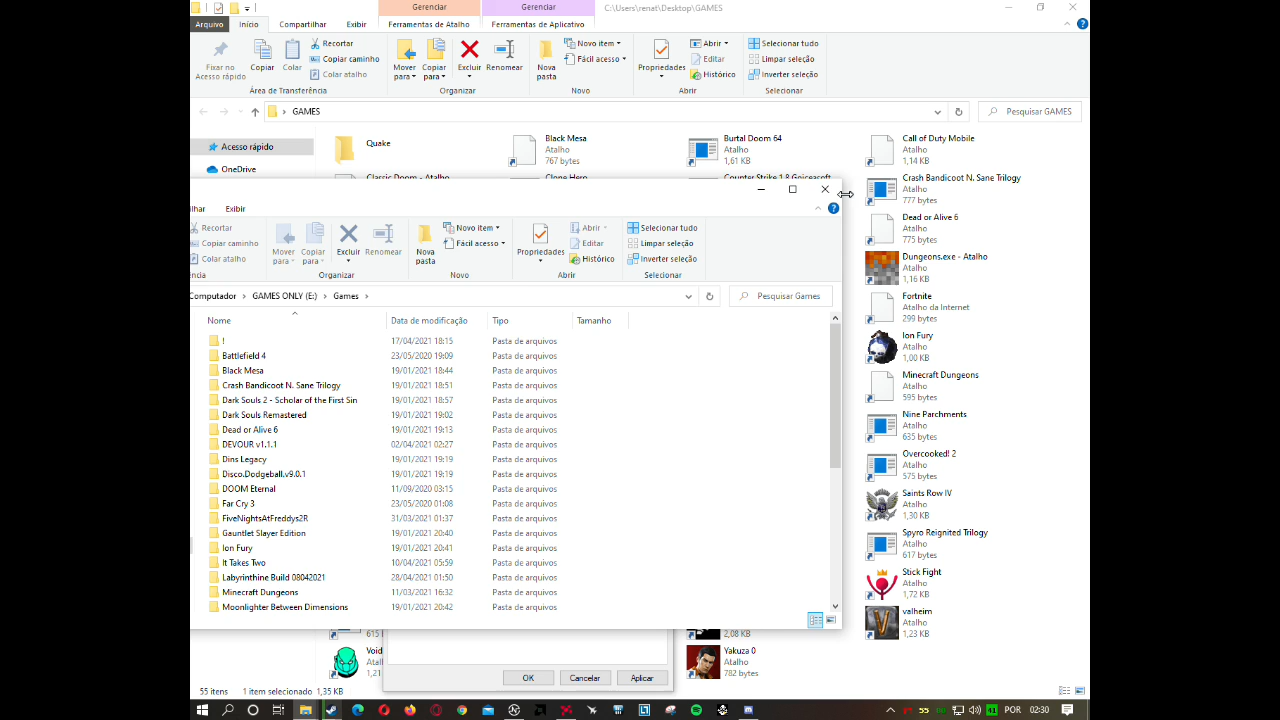 Gerenciar
Gerenciar
C:\Users\renat\Desktop\GAMES
Arquivo
Início
Compartilhar
Exibir
Ferramentas de Atalho
Ferramentas de Aplicativo
Fixar no Acesso rápido
Copiar
Colar
Recortar
Copiar caminho
Colar atalho
Mover para
Copiar para
Excluir
Renomear
Nova pasta
Novo item
Fácil acesso
Propriedades
Abrir
Editar
Histórico
Selecionar tudo
Limpar seleção
Inverter seleção
Área de Transferência
Organizar
Novo
Abrir
Selecionar
GAMES
Pesquisar GAMES
Acesso rápido
OneDrive
Quake
Black Mesa
Atalho
767 bytes
Burtal Doom 64
Atalho
1,61 KB
Call of Duty Mobile
Atalho
1,14 KB
Classic Doom - Atalho
Clone Hero
Counter Strike 1.8 Goiceasoft
Crash Bandicoot N. Sane Trilogy
Atalho
777 bytes
Dead or Alive 6
Atalho
775 bytes
Dungeons.exe - Atalho
Atalho
1,16 KB
Fortnite
Atalho da Internet
299 bytes
Ion Fury
Atalho
1,00 KB
Minecraft Dungeons
Atalho
595 bytes
Nine Parchments
Atalho
635 bytes
Overcooked! 2
Atalho
575 bytes
Saints Row IV
Atalho
1,30 KB
Spyro Reignited Trilogy
Atalho
617 bytes
Stick Fight
Atalho
1,72 KB
valheim
Atalho
1,23 KB
ilhar
Exibir
Recortar
Copiar caminho
Colar atalho
Mover para
Copiar para
Excluir
Renomear
Nova pasta
Novo item
Fácil acesso
Propriedades
Abrir
Editar
Histórico
Selecionar tudo
Limpar seleção
Inverter seleção
ência
Organizar
Novo
Abrir
Selecionar
Computador > GAMES ONLY (E:) > Games >
Pesquisar Games
Nome Data de modificação Tipo Tamanho
! 17/04/2021 18:15 Pasta de arquivos
Battlefield 4 23/05/2020 19:09 Pasta de arquivos
Black Mesa 19/01/2021 18:44 Pasta de arquivos
Crash Bandicoot N. Sane Trilogy 19/01/2021 18:51 Pasta de arquivos
Dark Souls 2 - Scholar of the First Sin 19/01/2021 18:57 Pasta de arquivos
Dark Souls Remastered 19/01/2021 19:02 Pasta de arquivos
Dead or Alive 6 19/01/2021 19:13 Pasta de arquivos
DEVOUR v1.1.1 02/04/2021 02:27 Pasta de arquivos
Dins Legacy 19/01/2021 19:19 Pasta de arquivos
Disco.Dodgeball.v9.0.1 19/01/2021 19:19 Pasta de arquivos
DOOM Eternal 11/09/2020 03:15 Pasta de arquivos
Far Cry 3 23/05/2020 01:08 Pasta de arquivos
FiveNightsAtFreddys2R 31/03/2021 01:37 Pasta de arquivos
Gauntlet Slayer Edition 19/01/2021 20:40 Pasta de arquivos
Ion Fury 19/01/2021 20:41 Pasta de arquivos
It Takes Two 10/04/2021 05:59 Pasta de arquivos
Labyrinthine Build 08042021 28/04/2021 01:50 Pasta de arquivos
Minecraft Dungeons 11/03/2021 16:32 Pasta de arquivos
Moonlighter Between Dimensions 19/01/2021 20:42 Pasta de arquivos
615
2,08 KB
Void
Atal
1,21
Yakuza 0
Atalho
782 bytes
OK
Cancelar
Aplicar
55 itens
1 item selecionado 1,35 KB
55
41
POR
02:30